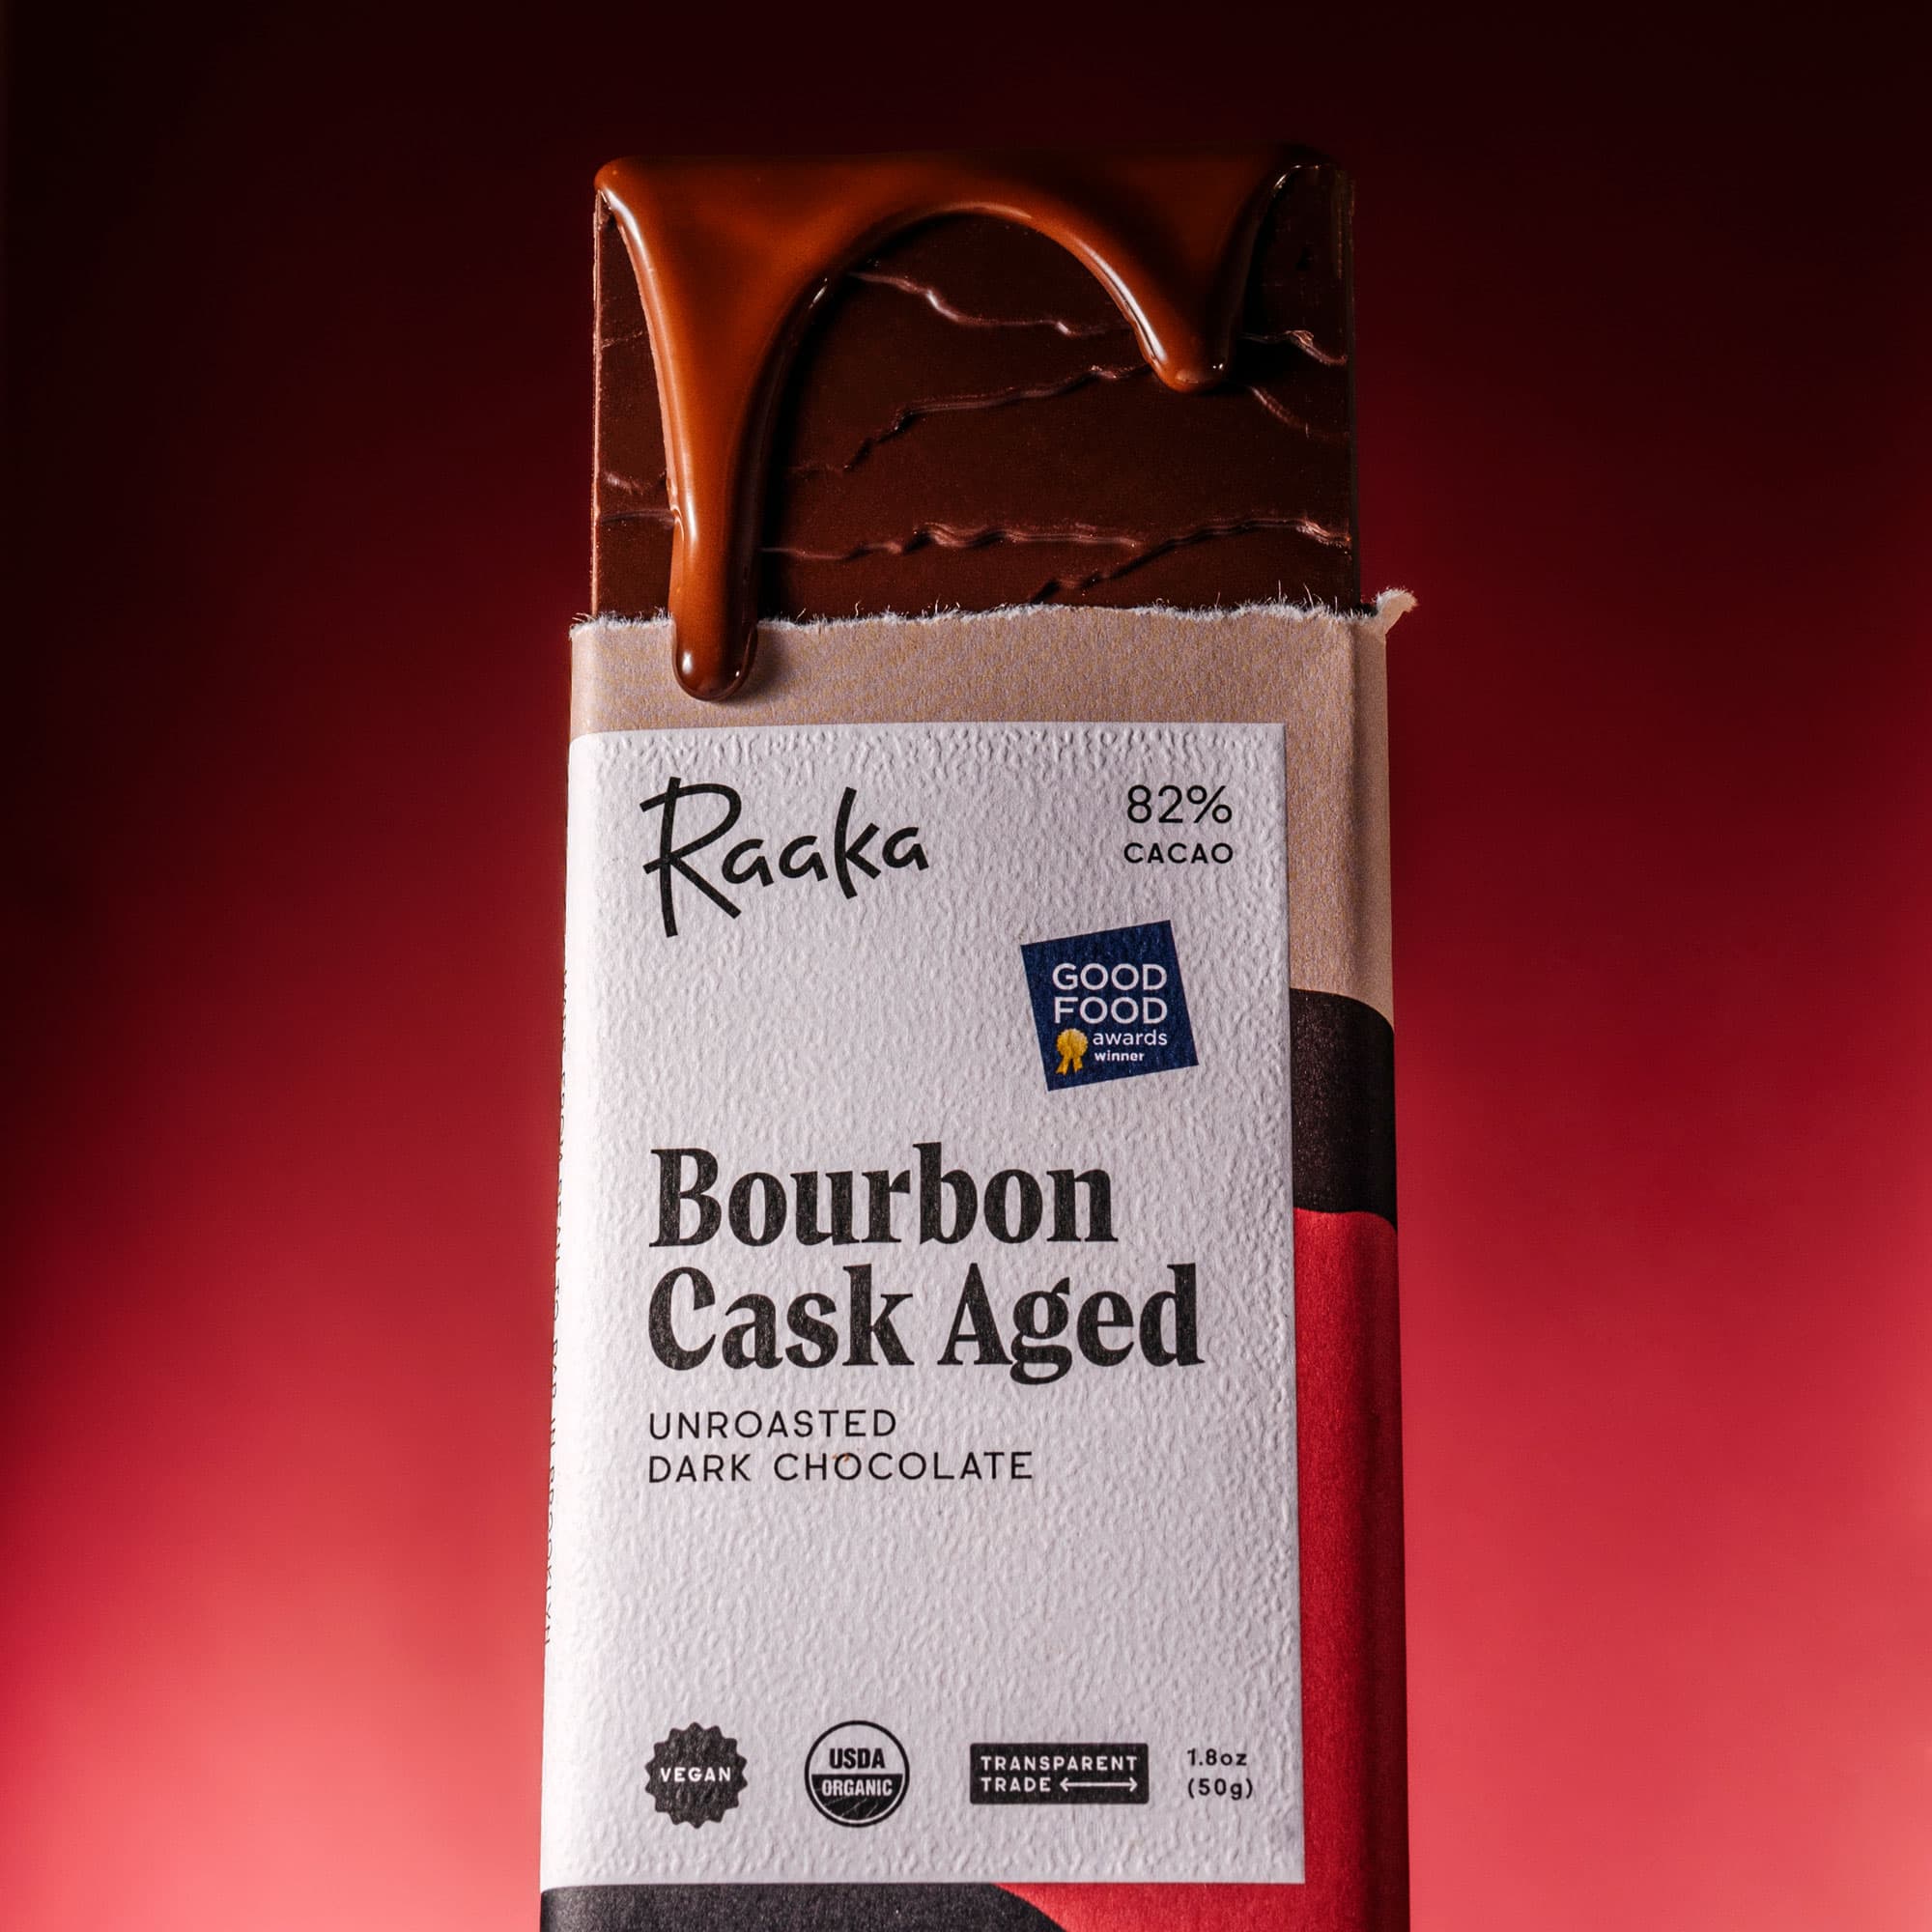 Raaka
82%
CACAO
GOOD
FOOD
awards
winner
Bourbon
Cask Aged
UNROASTED
DARK CHOCOLATE
VEGAN
USDA
ORGANIC
TRANSPARENT
TRADE
1.8oz
(50g)